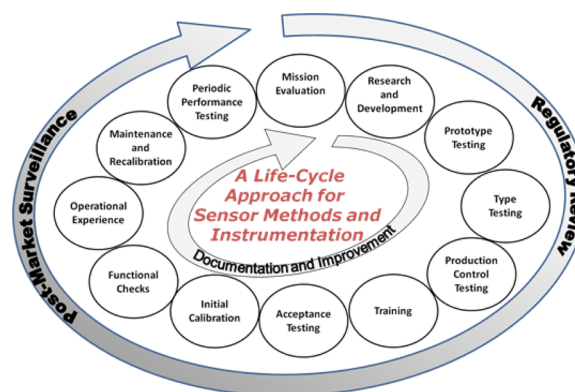 Mission
Evaluation
Research
and
Development
Prototype
Testing
Type
Testing
Production
Control
Testing
Training
Acceptance
Testing
Initial
Calibration
Functional
Checks
Operational
Experience
Maintenance
and
Recalibration
Periodic
Performance
Testing
A Life-Cycle
Approach for
Sensor Methods and
Instrumentation
Documentation and Improvement
Regulatory Review
Post-Market Surveillance